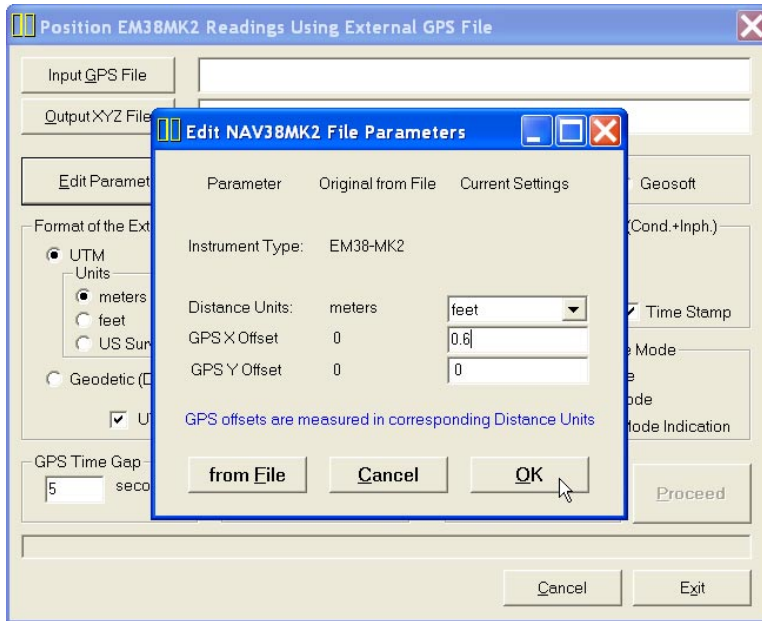 Position EM38MK2 Readings Using External GPS File
Input GPS File
Output XYZ File
Edit NAV38MK2 File Parameters
Edit Paramet
Parameter Original from File Current Settings
Geosoft
Format of the Ext
(Cond.+Inph.)
UTM
Instrument Type: EM38-MK2
Units
meters
Distance Units: meters feet
Time Stamp
feet
GPS X Offset 0 0.6
US Sur
Mode
GPS Y Offset 0 0
Geodetic (D
ode
U
GPS offsets are measured in corresponding Distance Units
Mode Indication
GPS Time Gap
from File Cancel OK
5 seco
Proceed
Cancel Exit